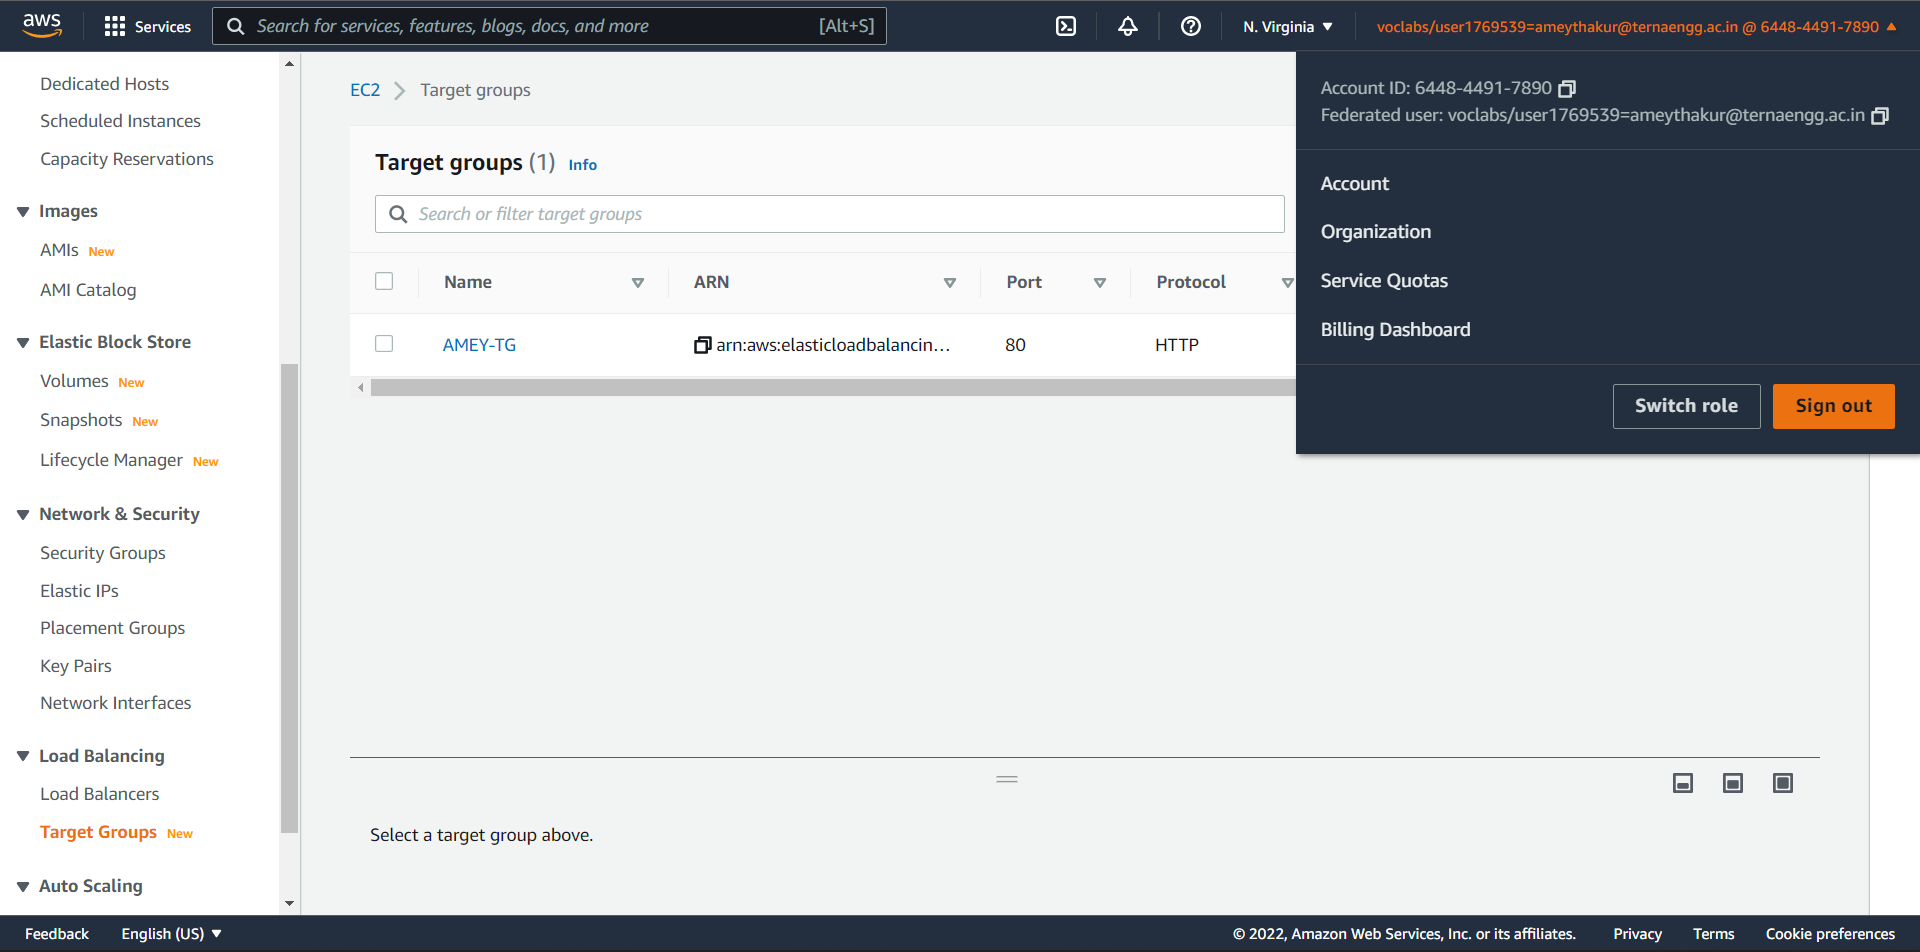 aws
Services
Search for services, features, blogs, docs, and more
[Alt+S]
N. Virginia
voclabs/user1769539=ameythakur@ternaengg.ac.in @ 6448-4491-7890
Account ID: 6448-4491-7890
Federated user: voclabs/user1769539=ameythakur@ternaengg.ac.in
Account
Organization
Service Quotas
Billing Dashboard
Switch role
Sign out
Dedicated Hosts
Scheduled Instances
Capacity Reservations
Images
AMIs New
AMI Catalog
Elastic Block Store
Volumes New
Snapshots New
Lifecycle Manager New
Network & Security
Security Groups
Elastic IPs
Placement Groups
Key Pairs
Network Interfaces
Load Balancing
Load Balancers
Target Groups New
Auto Scaling
EC2 Target groups
Target groups (1) Info
Search or filter target groups
Name ARN Port Protocol
AMEY-TG arn:aws:elasticloadbalancin... 80 HTTP
Select a target group above.
Feedback English (US) © 2022, Amazon Web Services, Inc. or its affiliates. Privacy Terms Cookie preferences